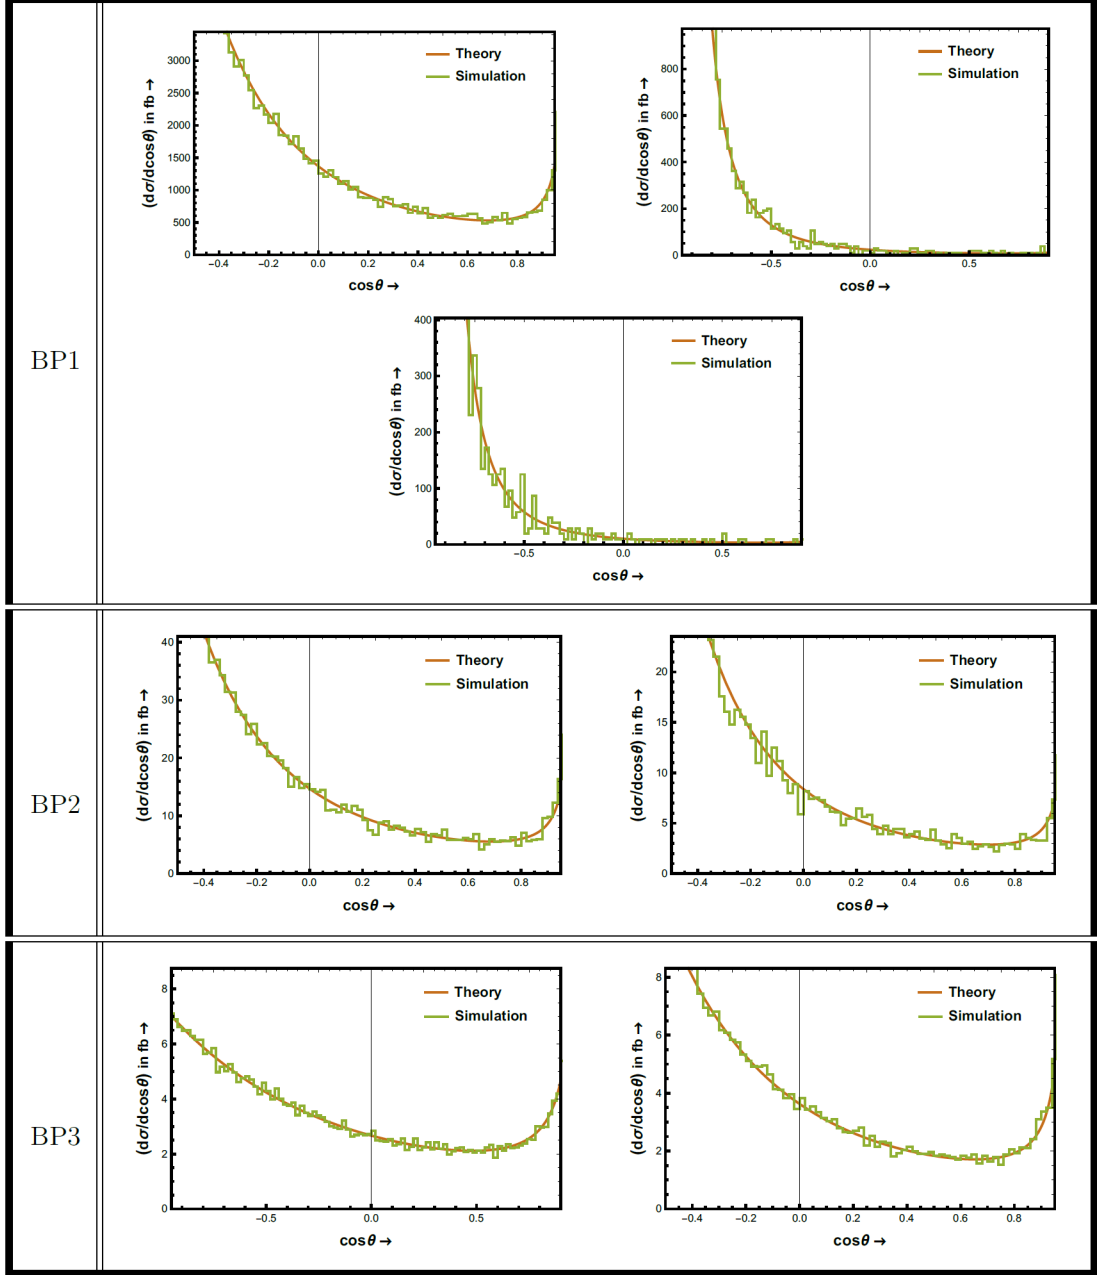 BP1
3000
2500
2000
1500
1000
500
0
(dσ/dcosθ) in fb →
Theory
Simulation
−0.4 −0.2 0.0 0.2 0.4 0.6 0.8
cosθ →
800
600
400
200
0
(dσ/dcosθ) in fb →
Theory
Simulation
−0.5 0.0 0.5
cosθ →
400
300
200
100
0
(dσ/dcosθ) in fb →
Theory
Simulation
−0.5 0.0 0.5
cosθ →
BP2
40
30
20
10
0
(dσ/dcosθ) in fb →
Theory
Simulation
−0.4 −0.2 0.0 0.2 0.4 0.6 0.8
cosθ →
20
15
10
5
0
(dσ/dcosθ) in fb →
Theory
Simulation
−0.4 −0.2 0.0 0.2 0.4 0.6 0.8
cosθ →
BP3
8
6
4
2
0
(dσ/dcosθ) in fb →
Theory
Simulation
−0.5 0.0 0.5
cosθ →
8
6
4
2
0
(dσ/dcosθ) in fb →
Theory
Simulation
−0.4 −0.2 0.0 0.2 0.4 0.6 0.8
cosθ →